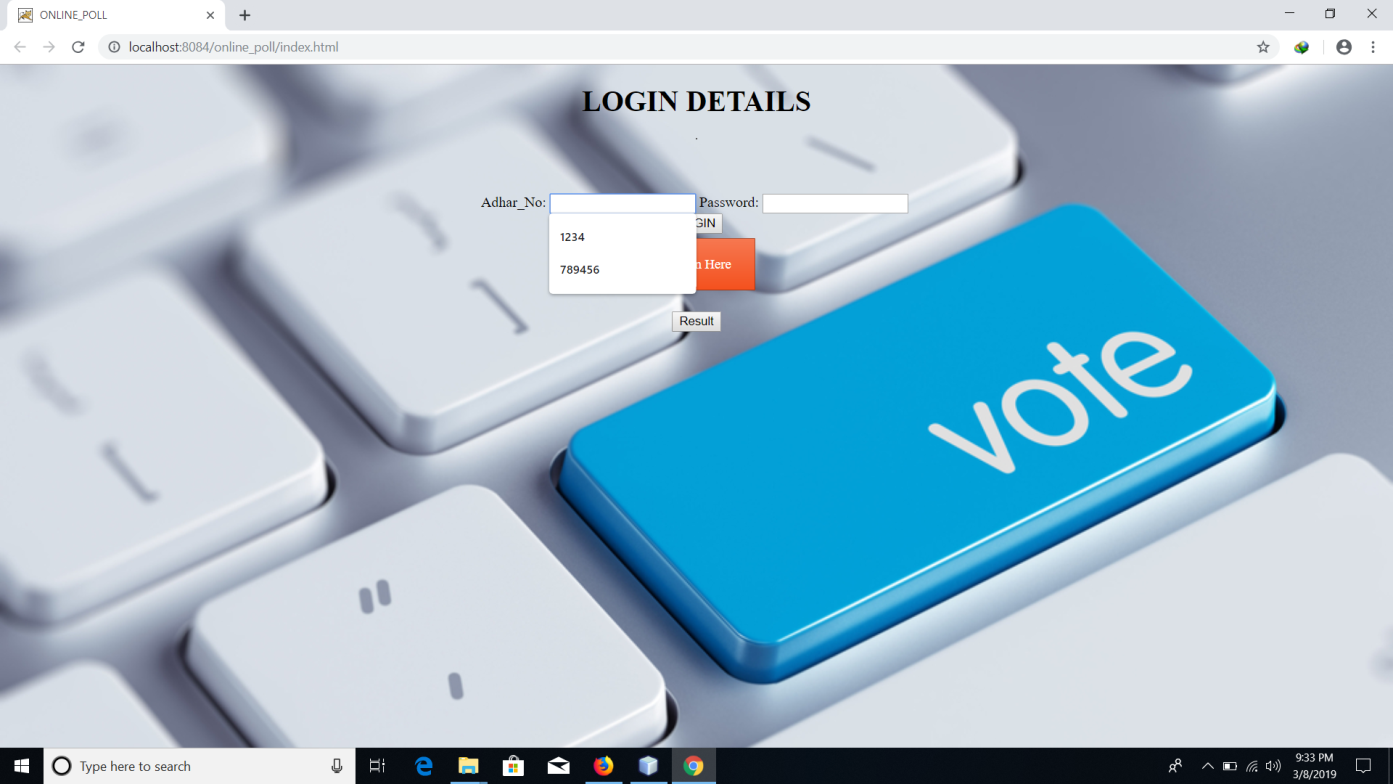 ONLINE_POLL
localhost:8084/online_poll/index.html
LOGIN DETAILS
.
Adhar_No: Password:
GIN
1234
Here
789456
Result
vote
Type here to search
9:33 PM
3/8/2019